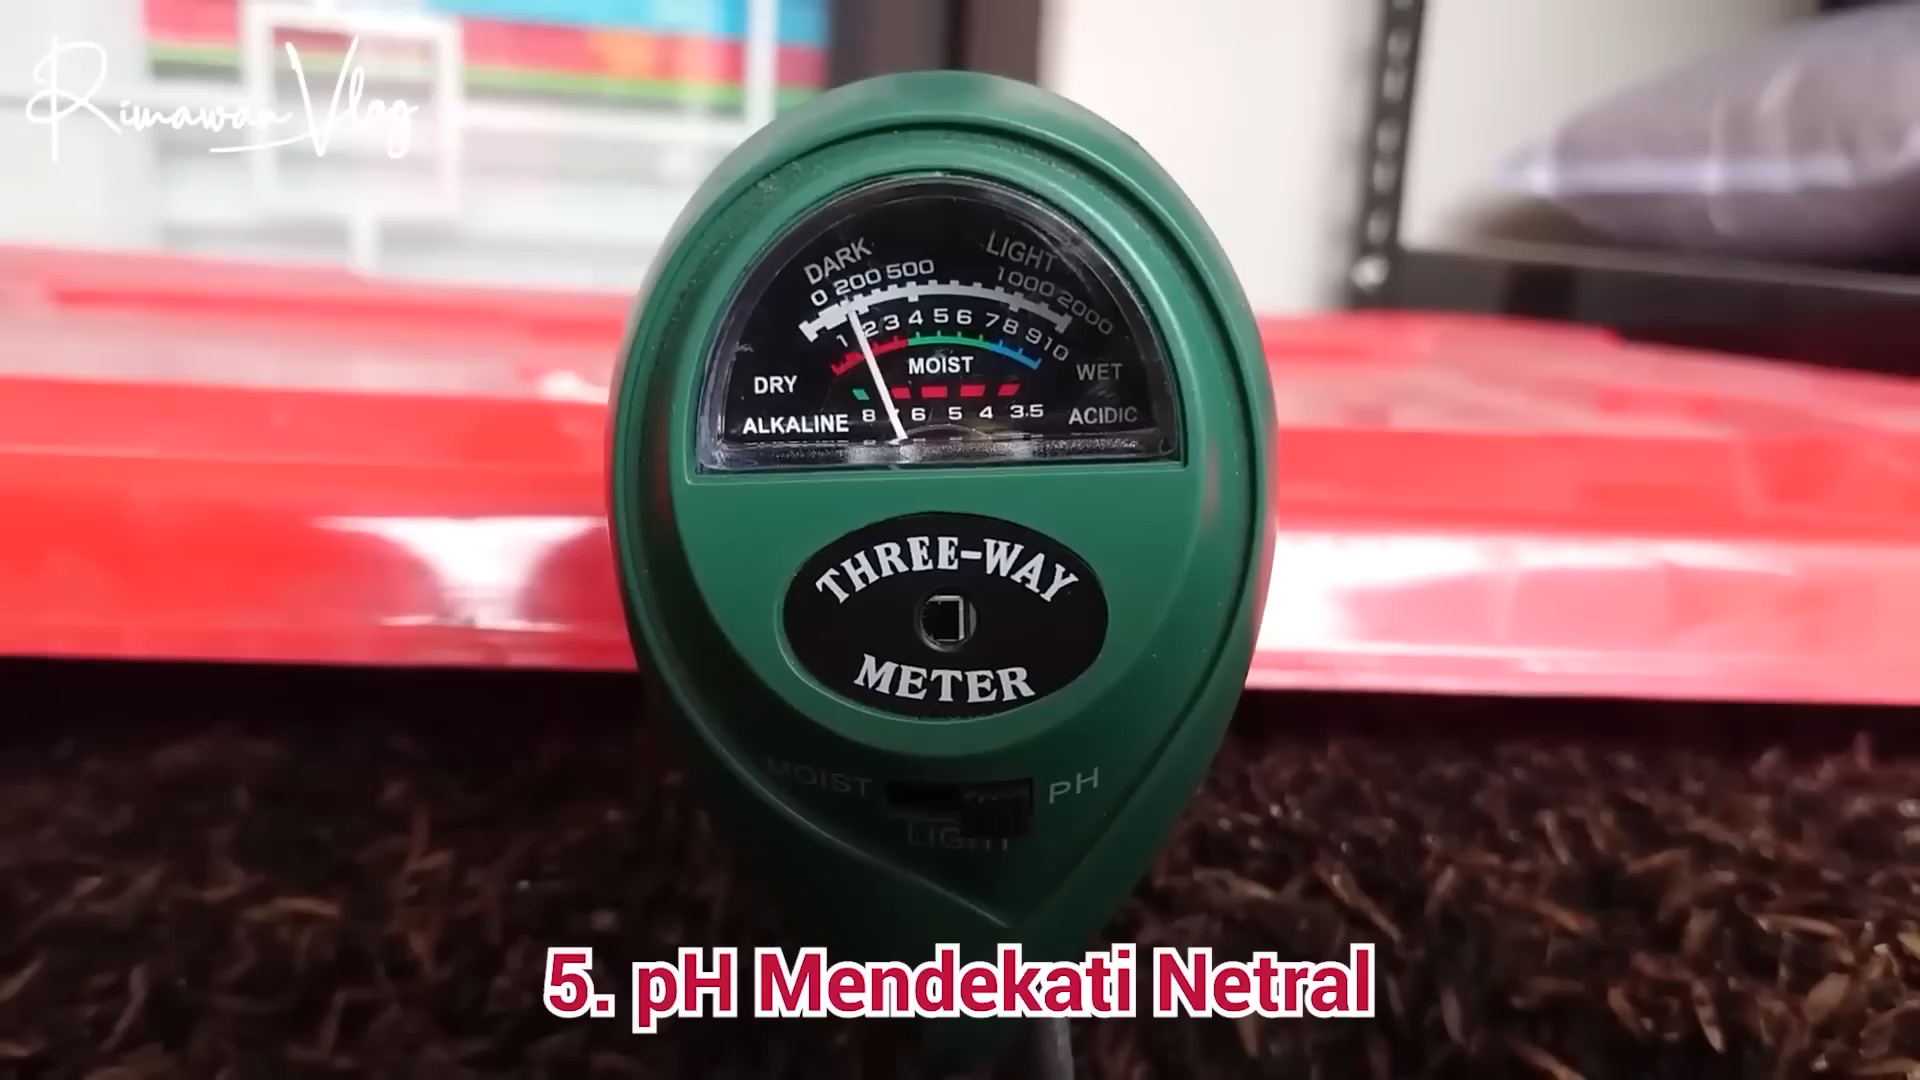 Rimawan Vlog
DARK LIGHT
0 200 500 1000 2000
1 2 3 4 5 6 7 8 9 10
DRY MOIST WET
ALKALINE 8 6 5 4 3.5 ACIDIC
THREE-WAY
METER
MOIST PH
LIGHT
5. pH Mendekati Netral